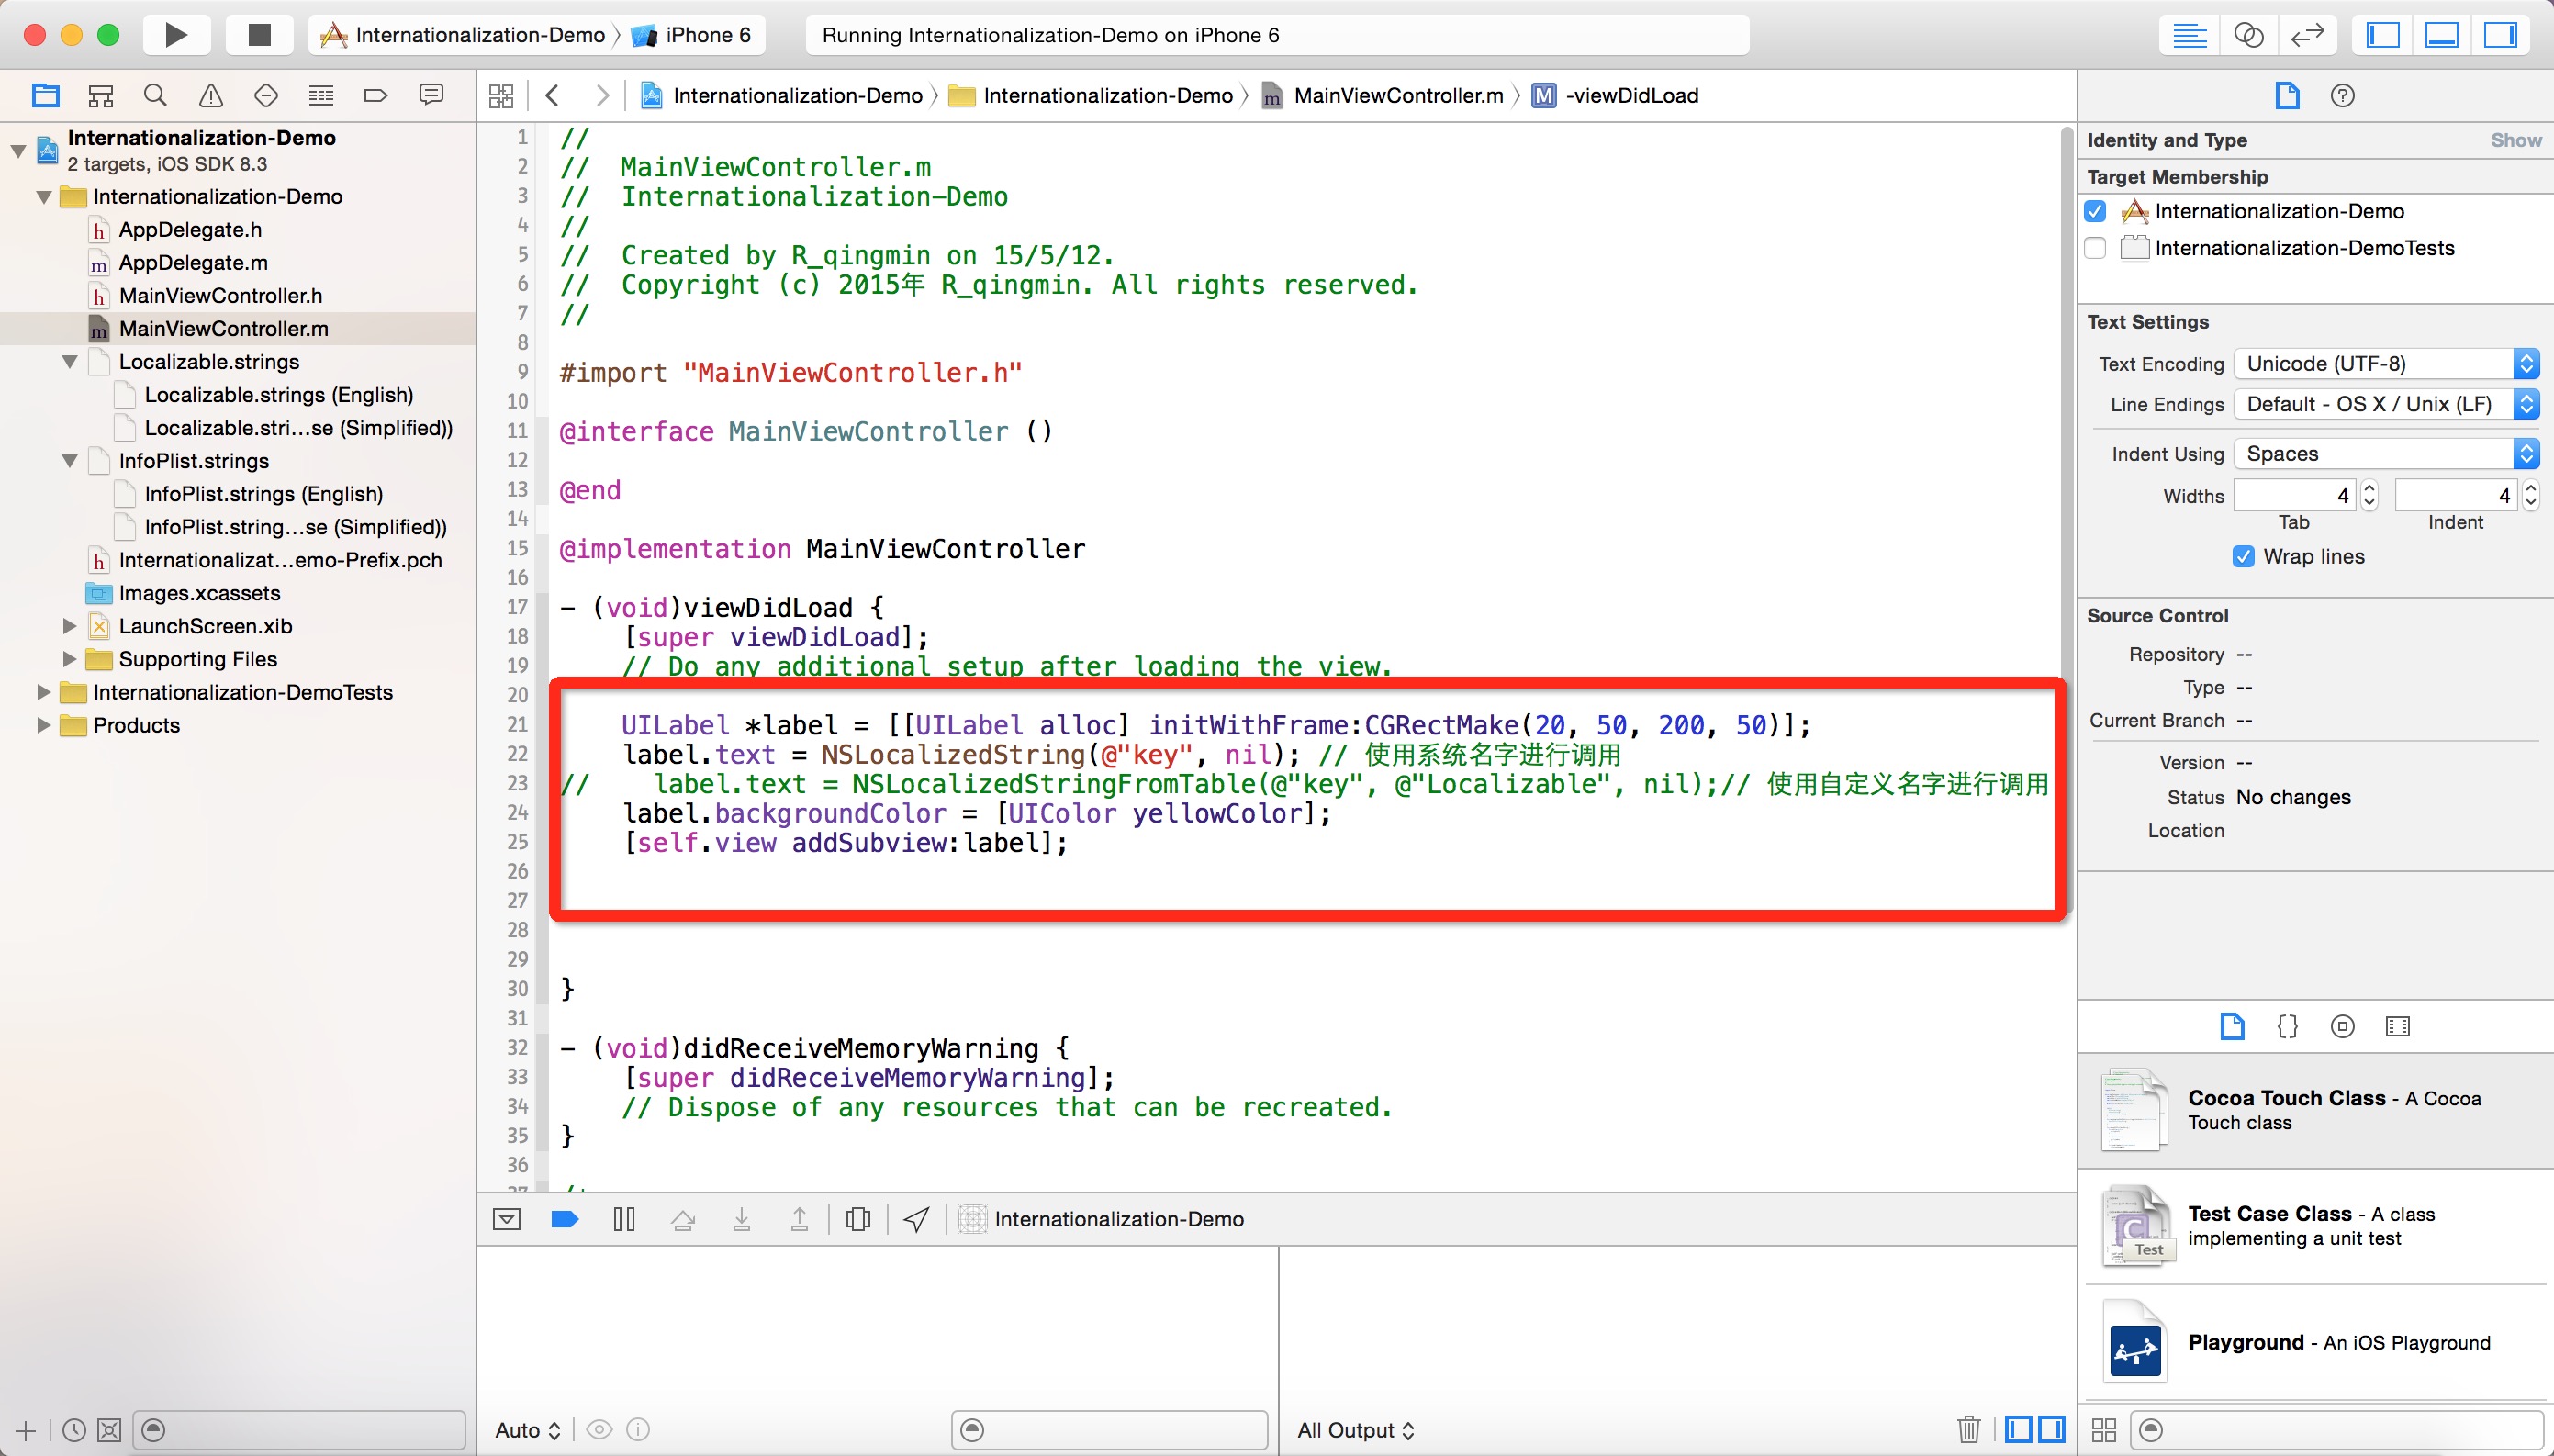 Internationalization-Demo
iPhone 6
Running Internationalization-Demo on iPhone 6
Internationalization-Demo
2 targets, iOS SDK 8.3
Internationalization-Demo
AppDelegate.h
AppDelegate.m
MainViewController.h
MainViewController.m
Localizable.strings
Localizable.strings (English)
Localizable.stri...se (Simplified))
InfoPlist.strings
InfoPlist.strings (English)
InfoPlist.string...se (Simplified))
Internationalizat...emo-Prefix.pch
Images.xcassets
LaunchScreen.xib
Supporting Files
Internationalization-DemoTests
Products
Internationalization-Demo
Internationalization-Demo
MainViewController.m
M -viewDidLoad
1 //
2 //  MainViewController.m
3 //  Internationalization-Demo
4 //
5 //  Created by R_qingmin on 15/5/12.
6 //  Copyright (c) 2015年 R_qingmin. All rights reserved.
7 //
8
9 #import "MainViewController.h"
10
11 @interface MainViewController ()
12
13 @end
14
15 @implementation MainViewController
16
17 - (void)viewDidLoad {
18     [super viewDidLoad];
19     // Do any additional setup after loading the view.
20
21     UILabel *label = [[UILabel alloc] initWithFrame:CGRectMake(20, 50, 200, 50)];
22     label.text = NSLocalizedString(@"key", nil); // 使用系统名字进行调用
23 //    label.text = NSLocalizedStringFromTable(@"key", @"Localizable", nil);// 使用自定义名字进行调用
24     label.backgroundColor = [UIColor yellowColor];
25     [self.view addSubview:label];
26
27
28
29
30 }
31
32 - (void)didReceiveMemoryWarning {
33     [super didReceiveMemoryWarning];
34     // Dispose of any resources that can be recreated.
35 }
36
Internationalization-Demo
Auto
All Output
Identity and Type Show
Target Membership
Internationalization-Demo
Internationalization-DemoTests
Text Settings
Text Encoding Unicode (UTF-8)
Line Endings Default - OS X / Unix (LF)
Indent Using Spaces
Widths 4 4
Tab Indent
Wrap lines
Source Control
Repository --
Type --
Current Branch --
Version --
Status No changes
Location
Cocoa Touch Class - A Cocoa
Touch class
Test Case Class - A class
implementing a unit test
Test
Playground - An iOS Playground